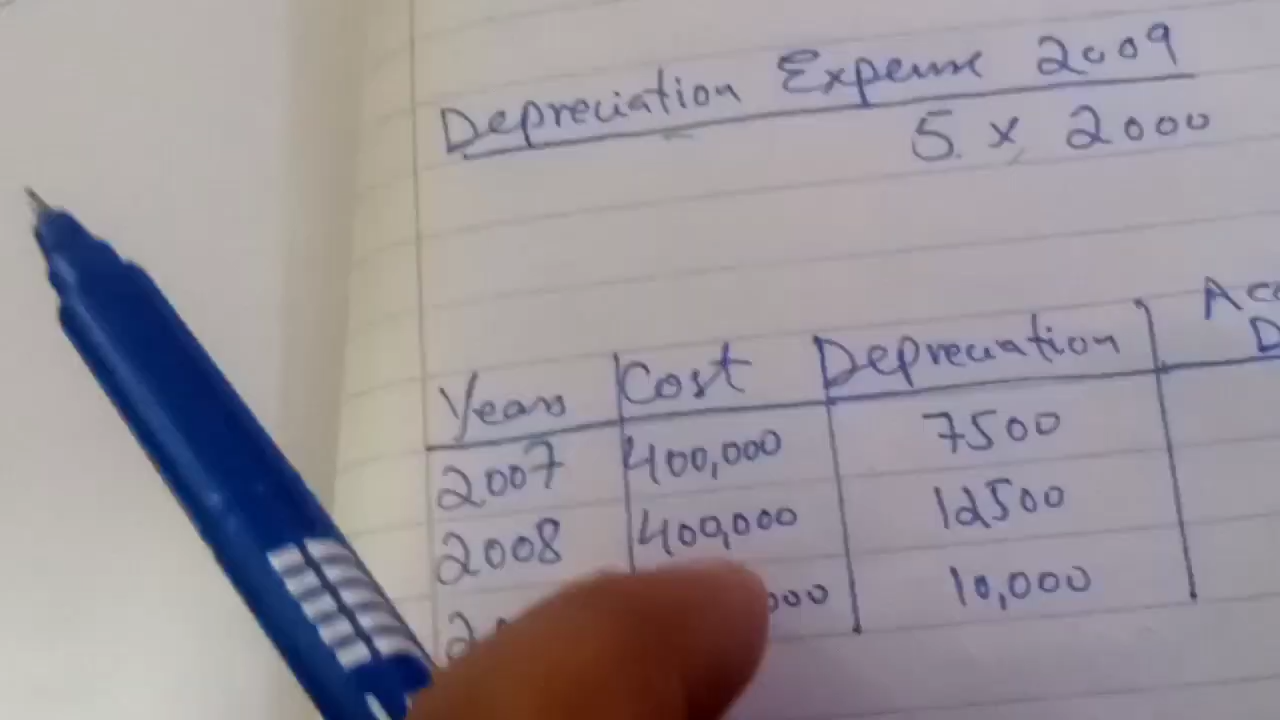 Depreciation Expense 2009
5 x 2000
Years Cost Depreciation
2007 400,000 7500
2008 400,000 12500
10,000